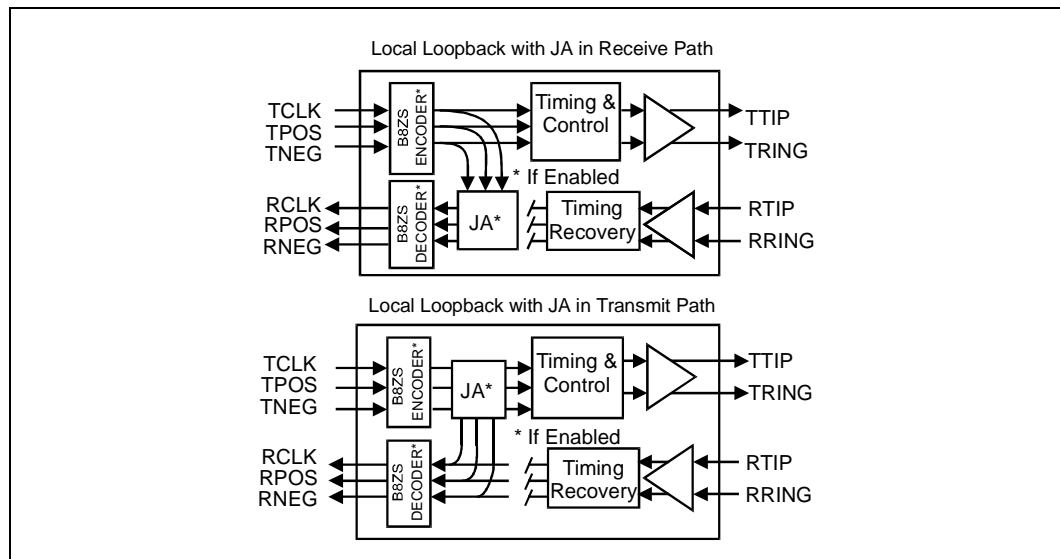 Local Loopback with JA in Receive Path
TCLK
TPOS
TNEG
B8ZS
ENCODER*
Timing &
Control
TTIP
TRING
* If Enabled
RCLK
RPOS
RNEG
B8ZS
DECODER*
JA*
Timing
Recovery
RTIP
RRING
Local Loopback with JA in Transmit Path
TCLK
TPOS
TNEG
B8ZS
ENCODER*
JA*
Timing &
Control
TTIP
TRING
* If Enabled
RCLK
RPOS
RNEG
B8ZS
DECODER*
Timing
Recovery
RTIP
RRING